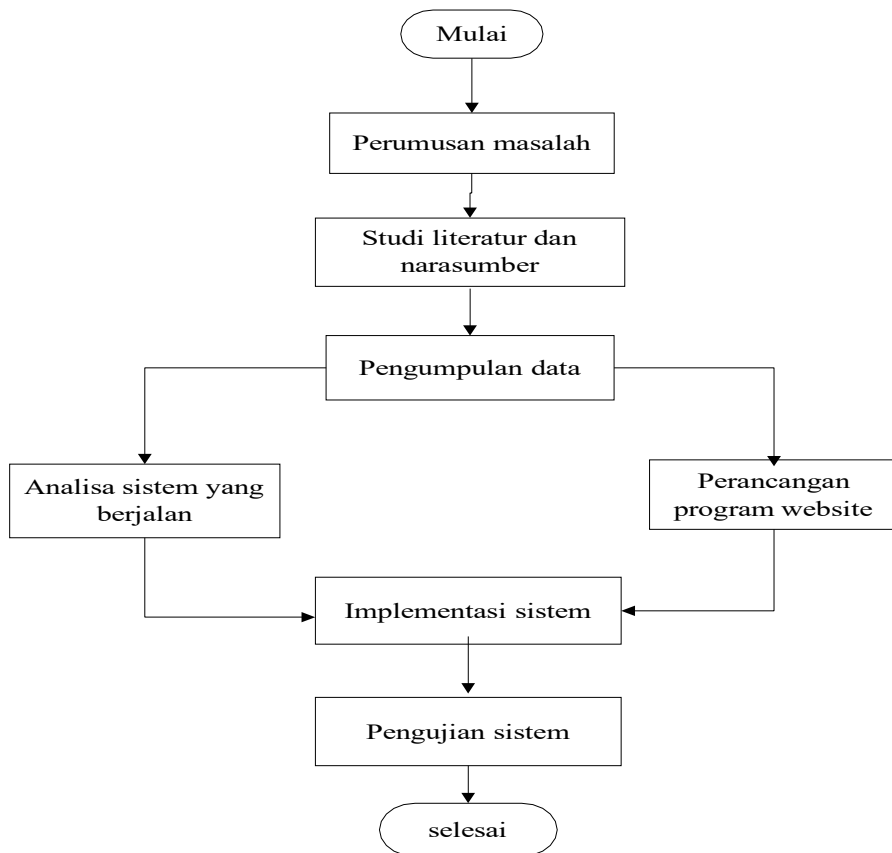 Mulai
Perumusan masalah
Studi literatur dan
narasumber
Pengumpulan data
Analisa sistem yang
berjalan
Perancangan
program website
Implementasi sistem
Pengujian sistem
selesai